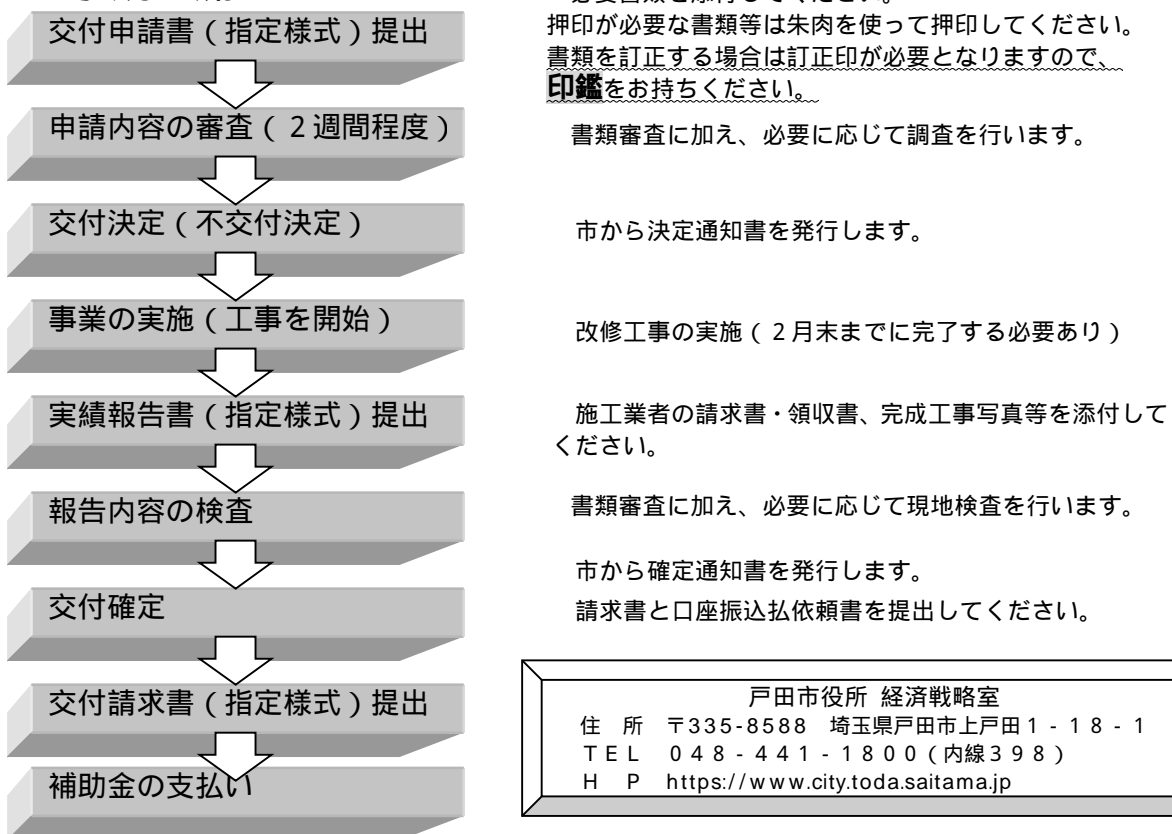 必要書類を添付してください。
交付申請書（指定様式）提出
押印が必要な書類等は朱肉を使って押印してください。
書類を訂正する場合は訂正印が必要となりますので、
印鑑をお持ちください。
申請内容の審査（２週間程度）
書類審査に加え、必要に応じて調査を行います。
交付決定（不交付決定）
市から決定通知書を発行します。
事業の実施（工事を開始）
改修工事の実施（２月末までに完了する必要あり）
実績報告書（指定様式）提出
施工業者の請求書・領収書、完成工事写真等を添付して
ください。
報告内容の検査
書類審査に加え、必要に応じて現地検査を行います。
交付確定
市から確定通知書を発行します。
請求書と口座振込払依頼書を提出してください。
交付請求書（指定様式）提出
補助金の支払い
戸田市役所 経済戦略室
住　所　〒335-8588　埼玉県戸田市上戸田１‐１８‐１
ＴＥＬ　０４８‐４４１‐１８００（内線３９８）
Ｈ　Ｐ　https://www.city.toda.saitama.jp